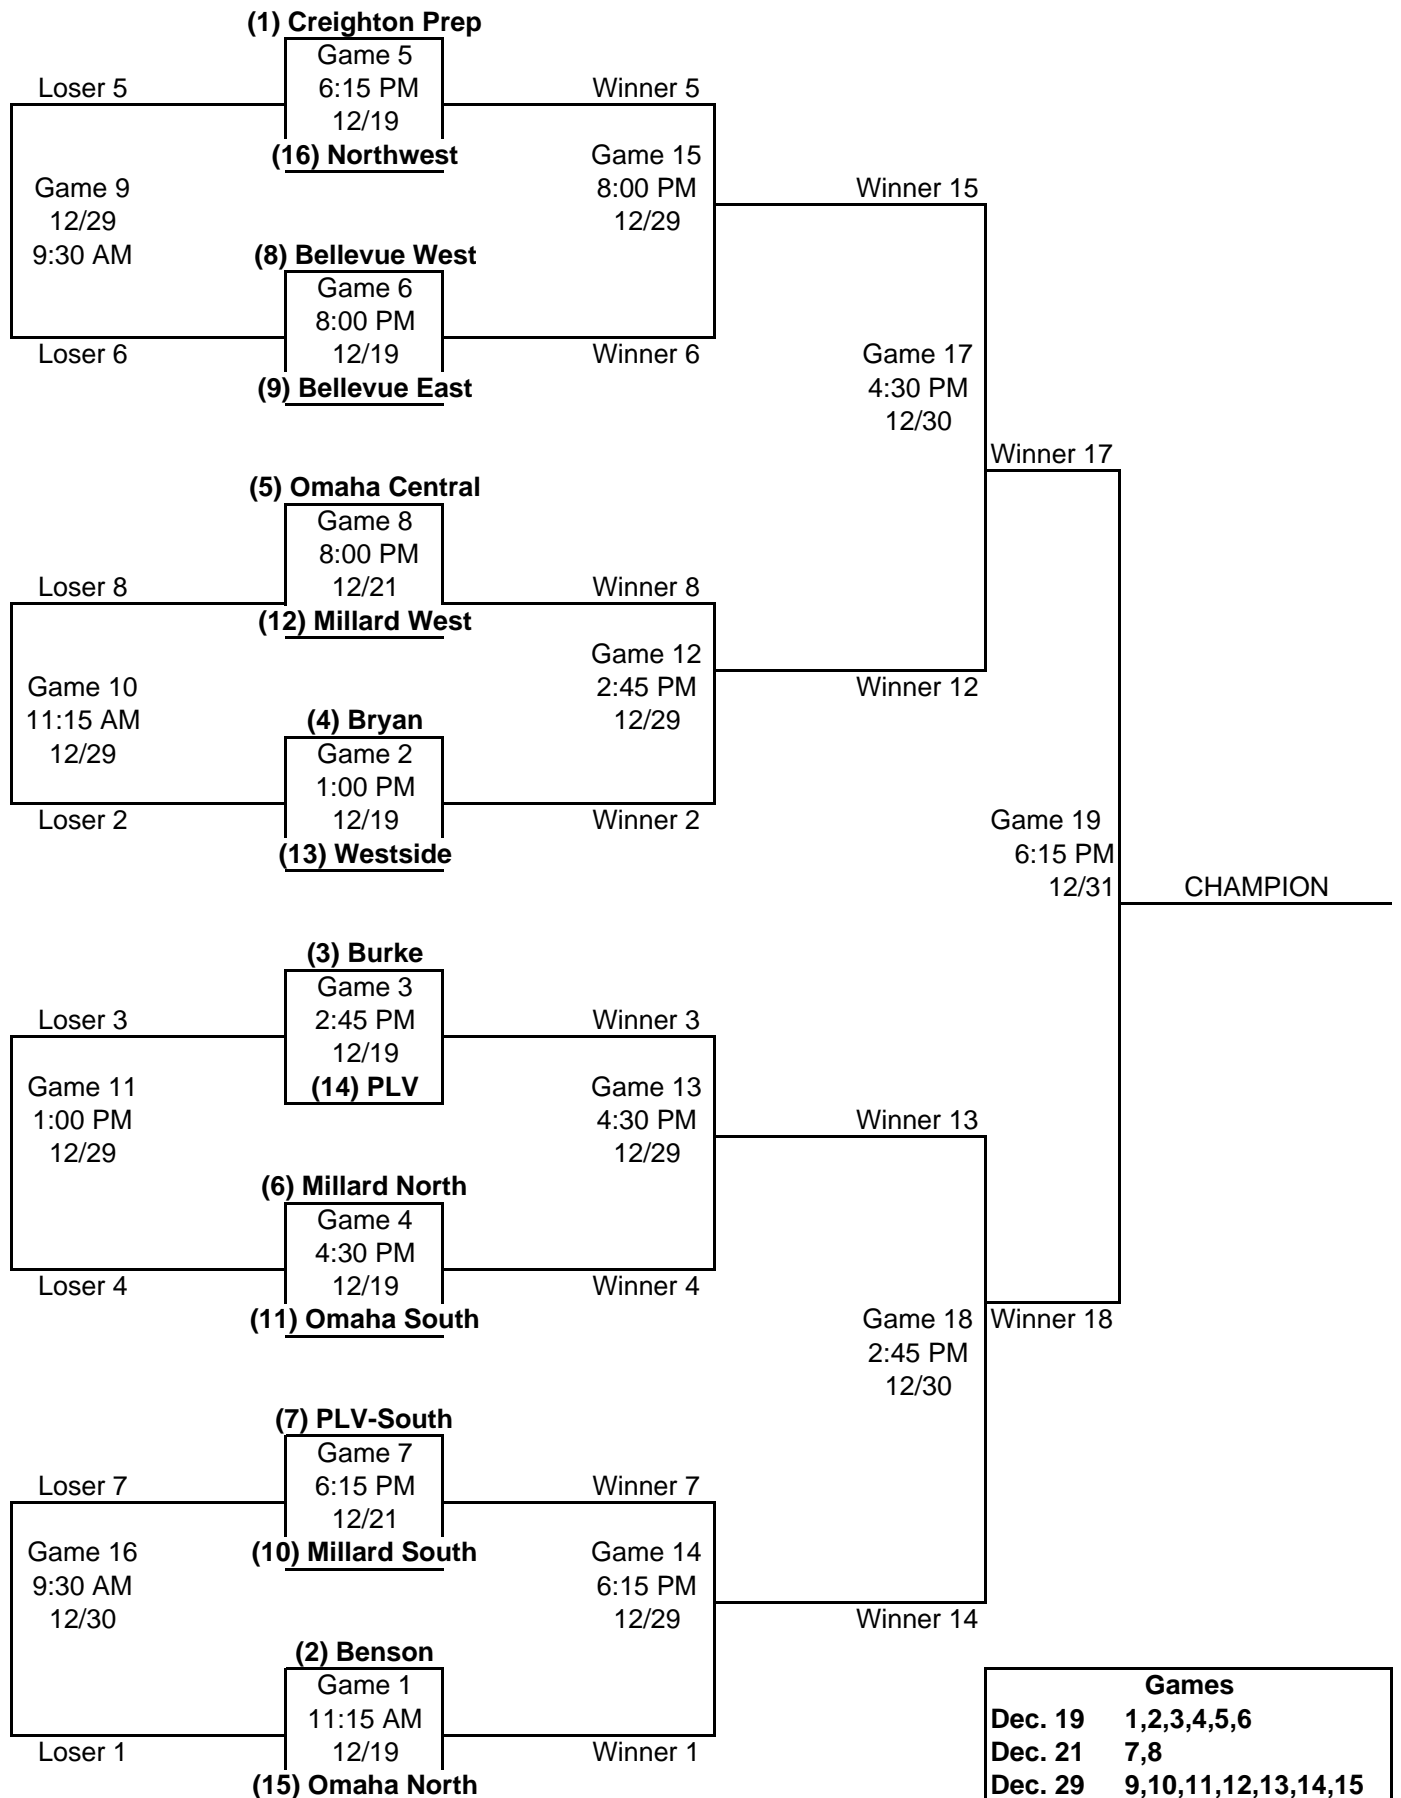 (1) Creighton Prep
Game 5
Loser 5
6:15 PM
Winner 5
12/19
(16) Northwest
Game 15
Game 9
8:00 PM
Winner 15
12/29
12/29
9:30 AM
(8) Bellevue West
Game 6
8:00 PM
Loser 6
12/19
Winner 6
Game 17
(9) Bellevue East
4:30 PM
12/30
Winner 17
(5) Omaha Central
Game 8
8:00 PM
Loser 8
12/21
Winner 8
(12) Millard West
Game 12
Game 10
2:45 PM
Winner 12
11:15 AM
(4) Bryan
12/29
12/29
Game 2
1:00 PM
Loser 2
12/19
Winner 2
Game 19
(13) Westside
6:15 PM
12/31
CHAMPION
(3) Burke
Game 3
Loser 3
2:45 PM
Winner 3
12/19
Game 11
(14) PLV
Game 13
1:00 PM
4:30 PM
Winner 13
12/29
12/29
(6) Millard North
Game 4
4:30 PM
Loser 4
12/19
Winner 4
(11) Omaha South
Game 18
Winner 18
2:45 PM
12/30
(7) PLV-South
Game 7
Loser 7
6:15 PM
Winner 7
12/21
Game 16
(10) Millard South
Game 14
9:30 AM
6:15 PM
12/30
12/29
Winner 14
(2) Benson
Game 1
Games
11:15 AM
Dec. 19 1,2,3,4,5,6
Loser 1
12/19
Winner 1
Dec. 21 7,8
(15) Omaha North
Dec. 29 9,10,11,12,13,14,15